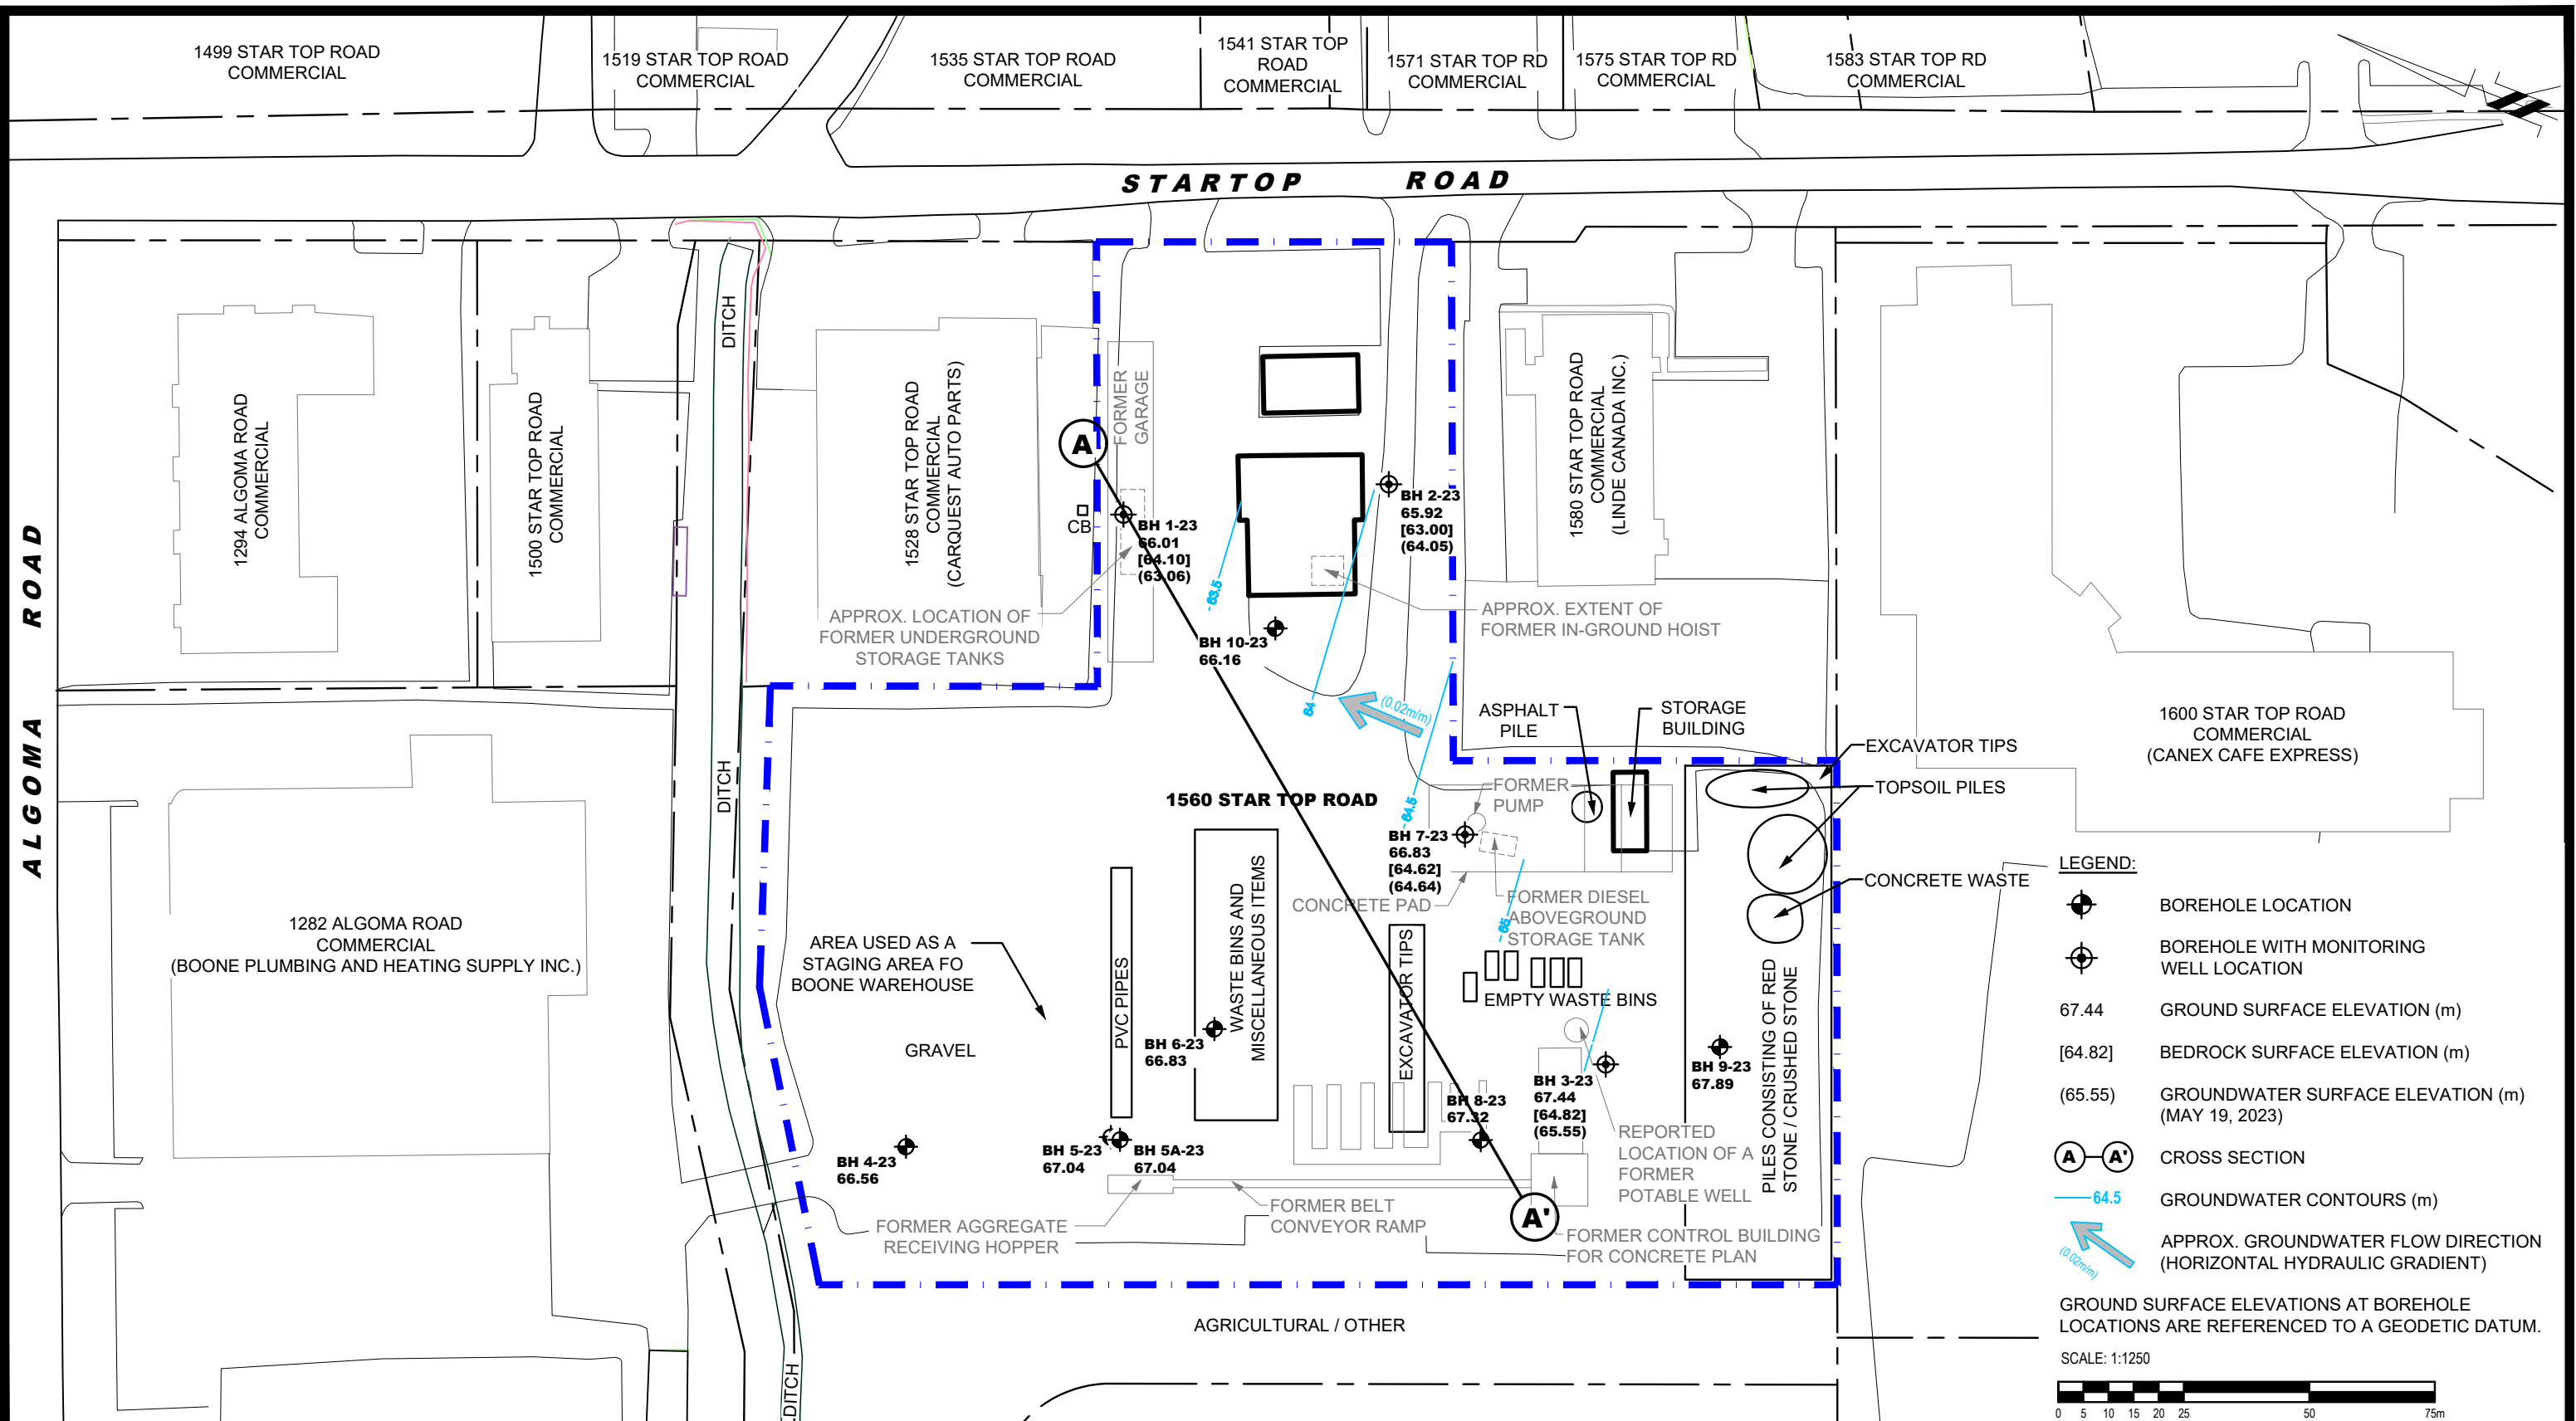 1499 STAR TOP ROAD
COMMERCIAL
1519 STAR TOP ROAD
COMMERCIAL
1535 STAR TOP ROAD
COMMERCIAL
1541 STAR TOP
ROAD
COMMERCIAL
1571 STAR TOP RD
COMMERCIAL
1575 STAR TOP RD
COMMERCIAL
1583 STAR TOP RD
COMMERCIAL
STARTOP ROAD
ALGOMA ROAD
1294 ALGOMA ROAD
COMMERCIAL
1500 STAR TOP ROAD
COMMERCIAL
DITCH
1528 STAR TOP ROAD
COMMERCIAL
(CARQUEST AUTO PARTS)
A
FORMER
GARAGE
CB
BH 1-23
66.01
[64.10]
(63.06)
APPROX. LOCATION OF
FORMER UNDERGROUND
STORAGE TANKS
63.5
BH 2-23
65.92
[63.00]
(64.05)
1580 STAR TOP ROAD
COMMERCIAL
(LINDE CANADA INC.)
APPROX. EXTENT OF
FORMER IN-GROUND HOIST
BH 10-23
66.16
64
(0.02m/m)
ASPHALT
PILE
STORAGE
BUILDING
EXCAVATOR TIPS
TOPSOIL PILES
CONCRETE WASTE
1600 STAR TOP ROAD
COMMERCIAL
(CANEX CAFE EXPRESS)
DITCH
1560 STAR TOP ROAD
FORMER
PUMP
64.5
BH 7-23
66.83
[64.62]
(64.64)
CONCRETE PAD
FORMER DIESEL
ABOVEGROUND
STORAGE TANK
65
1282 ALGOMA ROAD
COMMERCIAL
(BOONE PLUMBING AND HEATING SUPPLY INC.)
AREA USED AS A
STAGING AREA FO
BOONE WAREHOUSE
GRAVEL
PVC PIPES
WASTE BINS AND
MISCELLANEOUS ITEMS
EXCAVATOR TIPS
EMPTY WASTE BINS
PILES CONSISTING OF RED
STONE / CRUSHED STONE
BH 6-23
66.83
BH 9-23
67.89
BH 8-23
67.32
BH 3-23
67.44
[64.82]
(65.55)
REPORTED
LOCATION OF A
FORMER
POTABLE WELL
BH 4-23
66.56
BH 5-23
67.04
BH 5A-23
67.04
FORMER AGGREGATE
RECEIVING HOPPER
FORMER BELT
CONVEYOR RAMP
A'
FORMER CONTROL BUILDING
FOR CONCRETE PLAN
AGRICULTURAL / OTHER
DITCH
LEGEND:
BOREHOLE LOCATION
BOREHOLE WITH MONITORING
WELL LOCATION
67.44 GROUND SURFACE ELEVATION (m)
[64.82] BEDROCK SURFACE ELEVATION (m)
(65.55) GROUNDWATER SURFACE ELEVATION (m)
(MAY 19, 2023)
A A' CROSS SECTION
64.5 GROUNDWATER CONTOURS (m)
(0.02m/m) APPROX. GROUNDWATER FLOW DIRECTION
(HORIZONTAL HYDRAULIC GRADIENT)
GROUND SURFACE ELEVATIONS AT BOREHOLE
LOCATIONS ARE REFERENCED TO A GEODETIC DATUM.
SCALE: 1:1250
0 5 10 15 20 25 50 75m